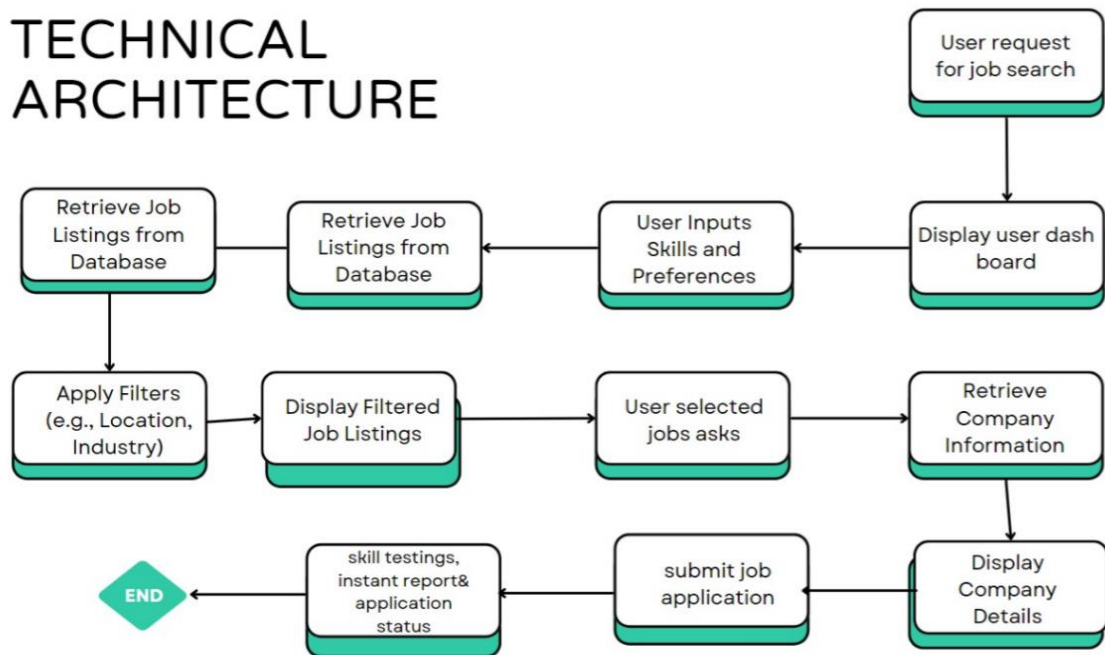 TECHNICAL
ARCHITECTURE
User request
for job search
Display user dash
board
User Inputs
Skills and
Preferences
Retrieve Job
Listings from
Database
Retrieve Job
Listings from
Database
Apply Filters
(e.g., Location,
Industry)
Display Filtered
Job Listings
User selected
jobs asks
Retrieve
Company
Information
Display
Company
Details
submit job
application
skill testings,
instant report&
application
status
END